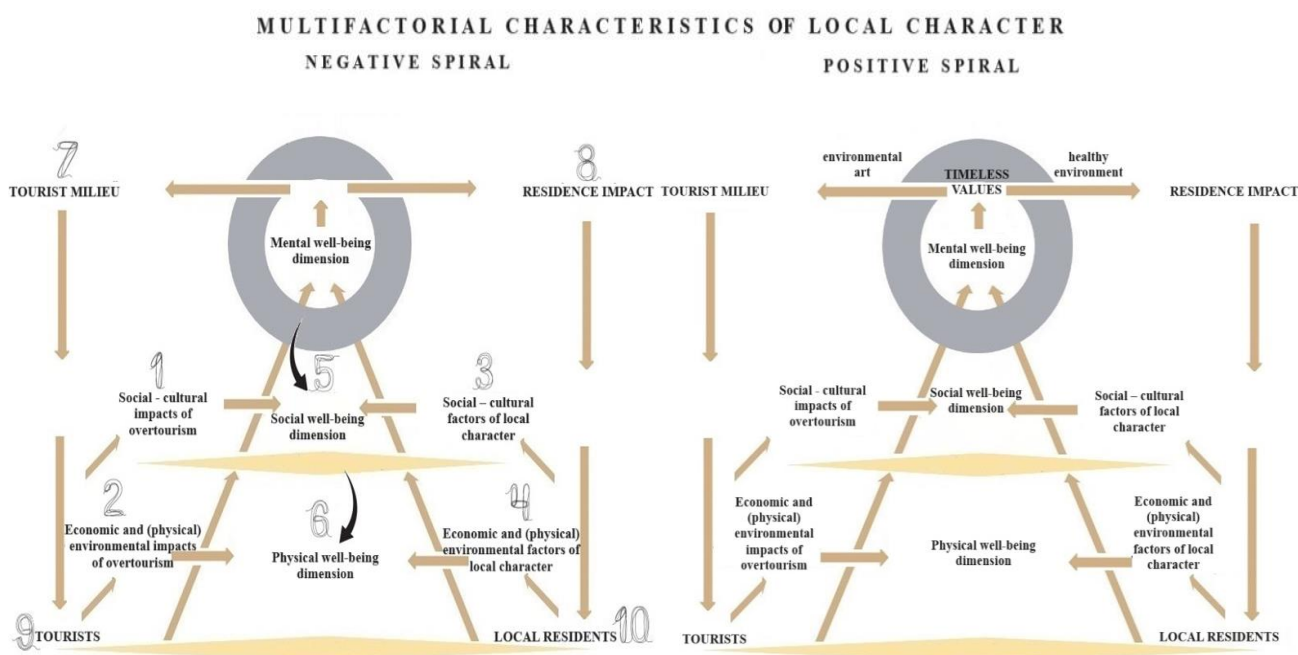 MULTIFACTORIAL CHARACTERISTICS OF LOCAL CHARACTER
NEGATIVE SPIRAL
7
TOURIST MILIEU
8
RESIDENCE IMPACT
Mental well-being
dimension
1
Social - cultural
impacts of
overtourism
5
Social well-being
dimension
3
Social – cultural
factors of local
character
2
Economic and (physical)
environmental impacts
of overtourism
6
Physical well-being
dimension
4
Economic and (physical)
environmental factors of
local character
9
TOURISTS
LOCAL RESIDENTS
10
POSITIVE SPIRAL
TOURIST MILIEU
environmental
art
TIMELESS
VALUES
healthy
environment
RESIDENCE IMPACT
Mental well-being
dimension
Social - cultural
impacts of
overtourism
Social well-being
dimension
Social – cultural
factors of local
character
Economic and
(physical)
environmental
impacts of
overtourism
Physical well-being
dimension
Economic and
(physical)
environmental
factors of local
character
TOURISTS
LOCAL RESIDENTS